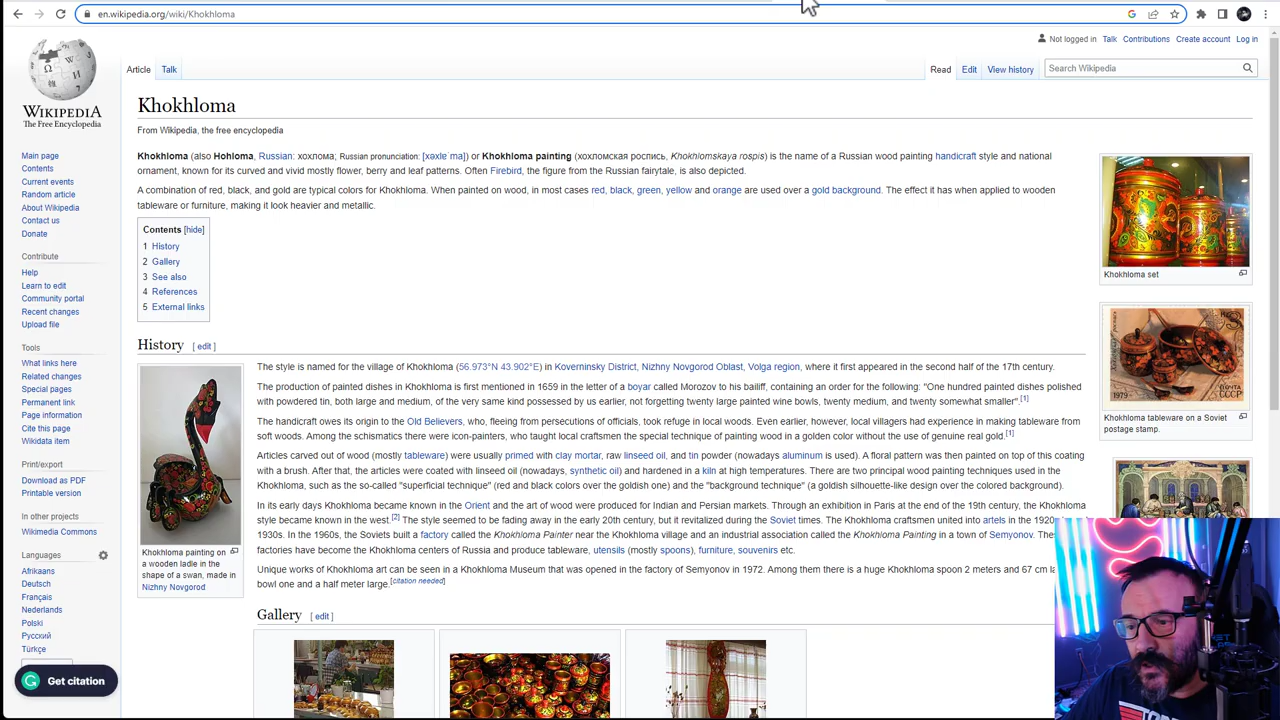 en.wikipedia.org/wiki/Khokhloma
Not logged in Talk Contributions Create account Log in
Article Talk
Read Edit View history Search Wikipedia
WIKIPEDIA
The Free Encyclopedia
Main page
Contents
Current events
Random article
About Wikipedia
Contact us
Donate
Contribute
Help
Learn to edit
Community portal
Recent changes
Upload file
Tools
What links here
Related changes
Special pages
Permanent link
Page information
Cite this page
Wikidata item
Print/export
Download as PDF
Printable version
In other projects
Wikimedia Commons
Languages
Afrikaans
Deutsch
Français
Nederlands
Polski
Русский
Türkçe
Get citation
Khokhloma
From Wikipedia, the free encyclopedia
Khokhloma (also Hohloma, Russian: хохлома; Russian pronunciation: [xəxlɐˈma]) or Khokhloma painting (хохломская роспись, Khokhlomskaya rospis) is the name of a Russian wood painting handicraft style and national
ornament, known for its curved and vivid mostly flower, berry and leaf patterns. Often Firebird, the figure from the Russian fairytale, is also depicted.
A combination of red, black, and gold are typical colors for Khokhloma. When painted on wood, in most cases red, black, green, yellow and orange are used over a gold background. The effect it has when applied to wooden
tableware or furniture, making it look heavier and metallic.
Contents [hide]
1 History
2 Gallery
3 See also
4 References
5 External links
History [ edit ]
The style is named for the village of Khokhloma (56.973°N 43.902°E) in Koverninsky District, Nizhny Novgorod Oblast, Volga region, where it first appeared in the second half of the 17th century.
The production of painted dishes in Khokhloma is first mentioned in 1659 in the letter of a boyar called Morozov to his bailiff, containing an order for the following: "One hundred painted dishes polished
with powdered tin, both large and medium, of the very same kind possessed by us earlier, not forgetting twenty large painted wine bowls, twenty medium, and twenty somewhat smaller".[1]
The handicraft owes its origin to the Old Believers, who, fleeing from persecutions of officials, took refuge in local woods. Even earlier, however, local villagers had experience in making tableware from
soft woods. Among the schismatics there were icon-painters, who taught local craftsmen the special technique of painting wood in a golden color without the use of genuine real gold.[1]
Articles carved out of wood (mostly tableware) were usually primed with clay mortar, raw linseed oil, and tin powder (nowadays aluminum is used). A floral pattern was then painted on top of this coating
with a brush. After that, the articles were coated with linseed oil (nowadays, synthetic oil) and hardened in a kiln at high temperatures. There are two principal wood painting techniques used in the
Khokhloma, such as the so-called "superficial technique" (red and black colors over the goldish one) and the "background technique" (a goldish silhouette-like design over the colored background).
In its early days Khokhloma became known in the Orient and the art of wood were produced for Indian and Persian markets. Through an exhibition in Paris at the end of the 19th century, the Khokhloma
style became known in the west.[2] The style seemed to be fading away in the early 20th century, but it revitalized during the Soviet times. The Khokhloma craftsmen united into artels in the 1920
1930s. In the 1960s, the Soviets built a factory called the Khokhloma Painter near the Khokhloma village and an industrial association called the Khokhloma Painting in a town of Semyonov.
factories have become the Khokhloma centers of Russia and produce tableware, utensils (mostly spoons), furniture, souvenirs etc.
Unique works of Khokhloma art can be seen in a Khokhloma Museum that was opened in the factory of Semyonov in 1972. Among them there is a huge Khokhloma spoon 2 meters and 67 cm
bowl one and a half meter large.[citation needed]
Khokhloma painting on
a wooden ladle in the
shape of a swan, made in
Nizhny Novgorod
Gallery [ edit ]
Khokhloma set
1979
ПОЧТА
СССР
Khokhloma tableware on a Soviet
postage stamp.